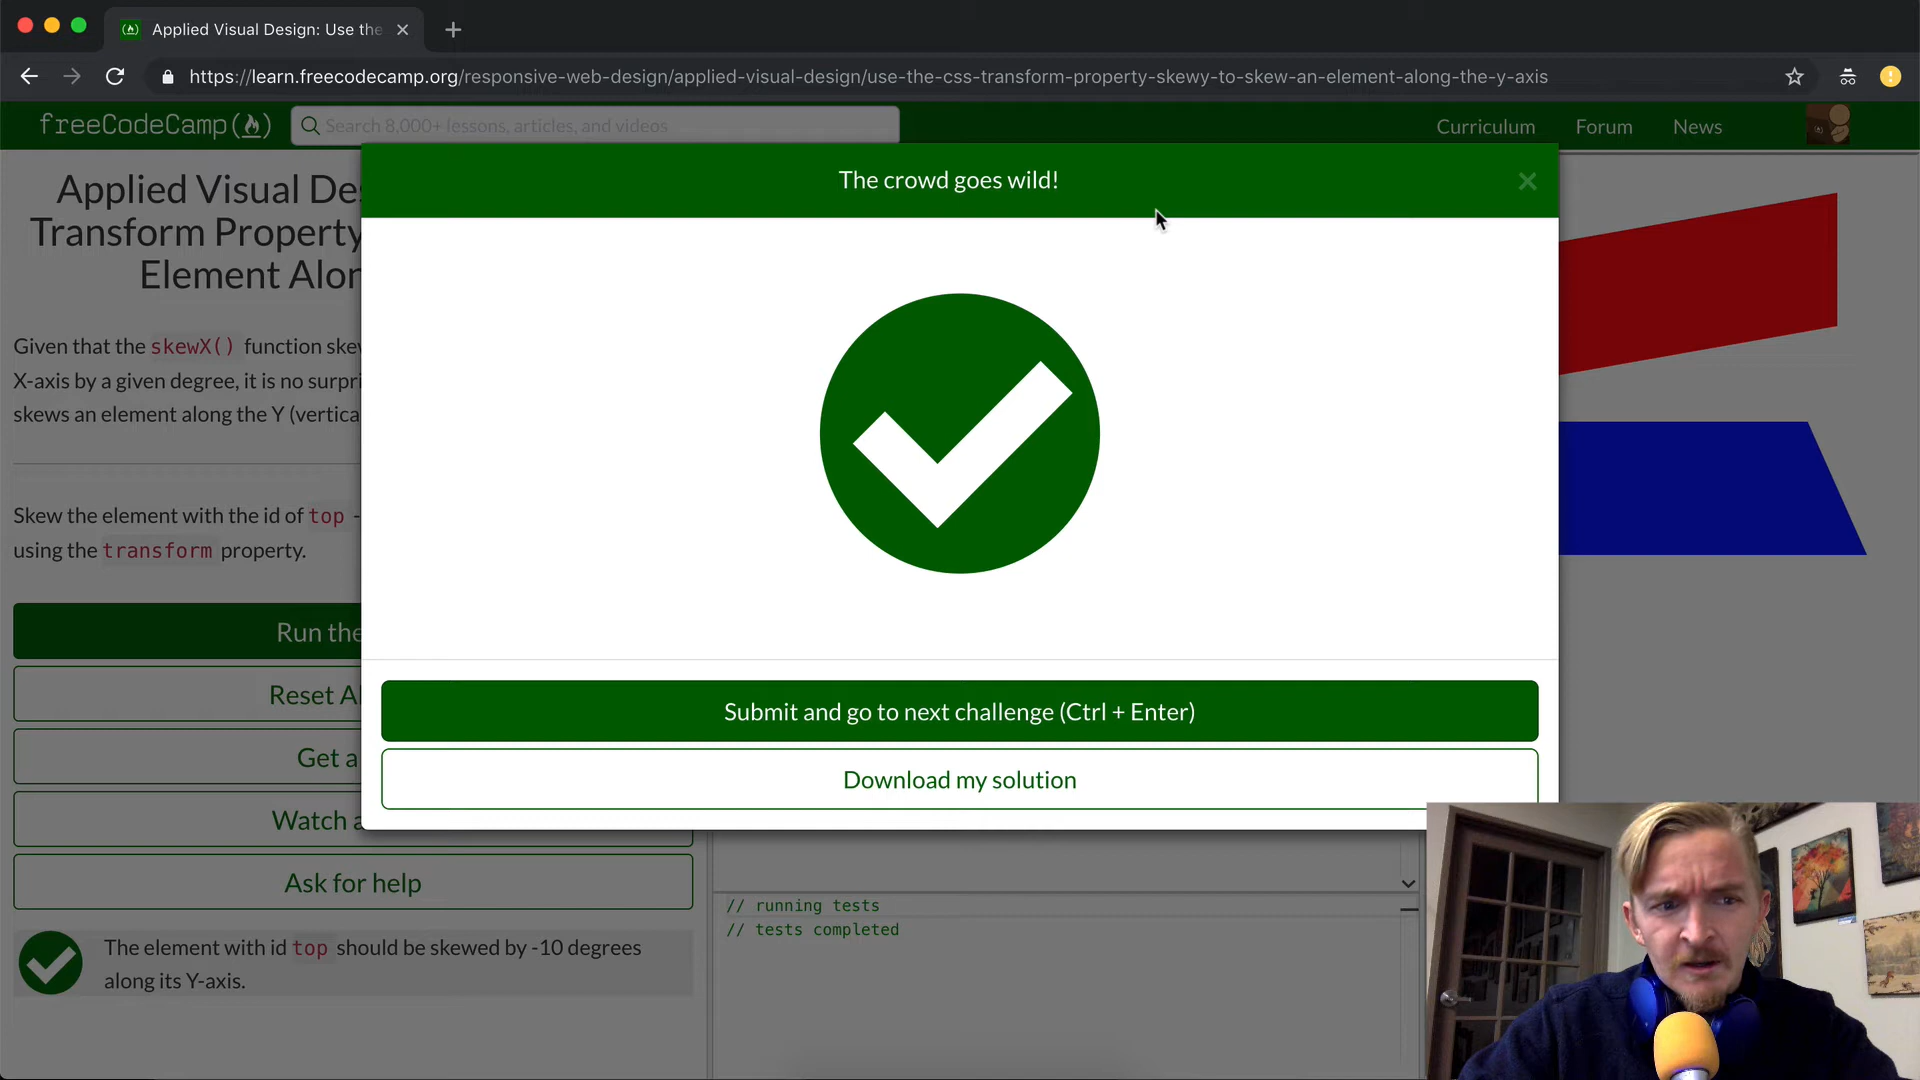 Applied Visual Design: Use the
https://learn.freecodecamp.org/responsive-web-design/applied-visual-design/use-the-css-transform-property-skewy-to-skew-an-element-along-the-y-axis
freeCodeCamp
Search 8,000+ lessons, articles, and videos
Curriculum Forum News
The crowd goes wild!
Applied Visual De
Transform Property
Element Alon
Given that the skewX() function skew
X-axis by a given degree, it is no surpri
skews an element along the Y (vertica
Skew the element with the id of top -
using the transform property.
Run the
Reset Al
Get a
Watch a
Ask for help
The element with id top should be skewed by -10 degrees
along its Y-axis.
Submit and go to next challenge (Ctrl + Enter)
Download my solution
// running tests
// tests completed